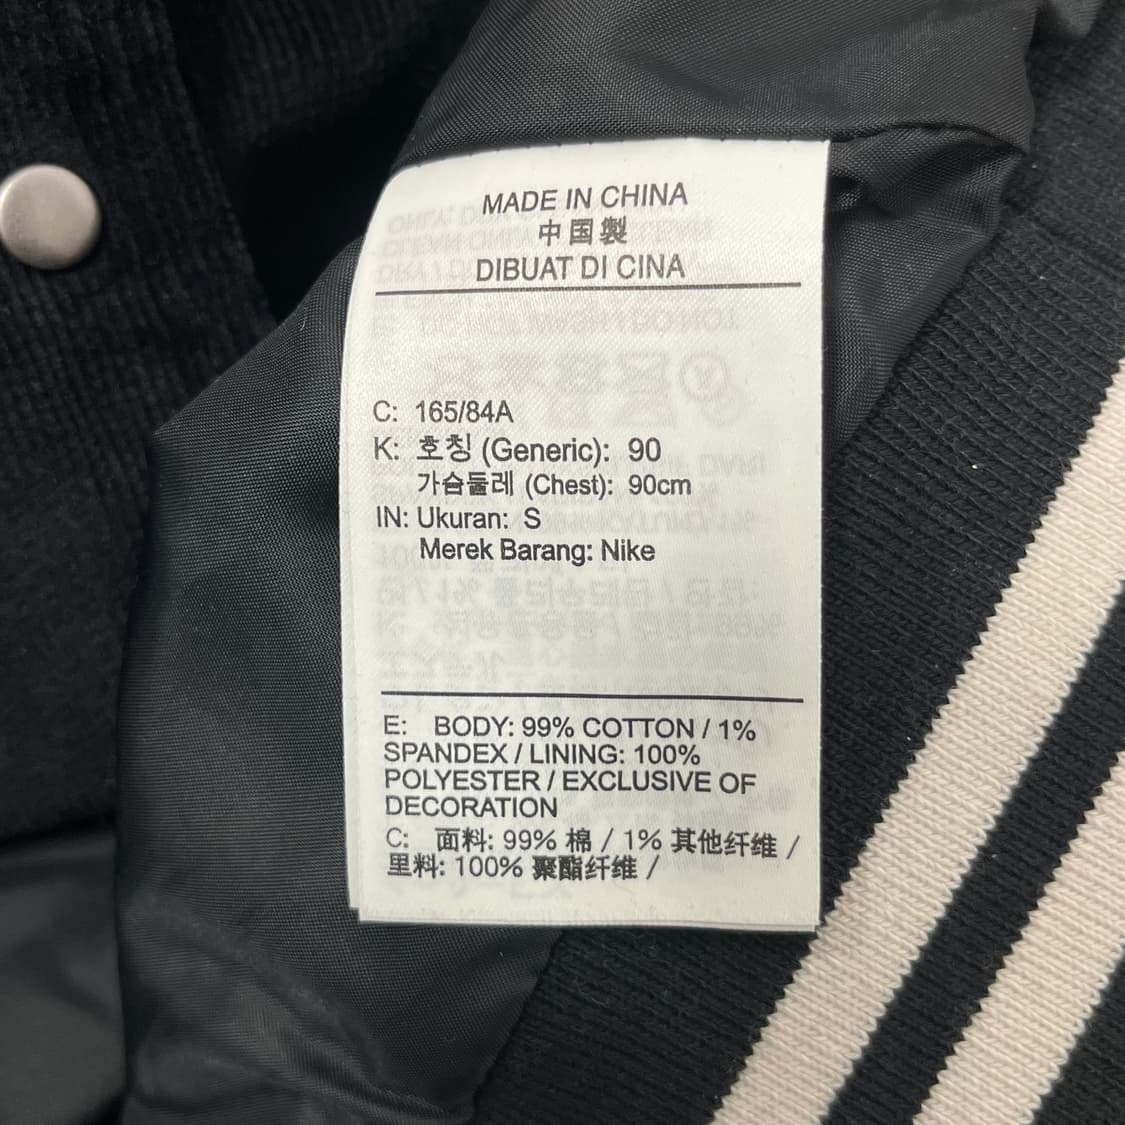 MADE IN CHINA
中国製
DIBUAT DI CINA
C: 165/84A
K: 호칭 (Generic): 90
가슴둘레 (Chest): 90cm
IN: Ukuran: S
Merek Barang: Nike
E: BODY: 99% COTTON / 1%
SPANDEX / LINING: 100%
POLYESTER / EXCLUSIVE OF
DECORATION
C: 面料: 99% 棉 / 1% 其他纤维 /
里料: 100% 聚酯纤维 /